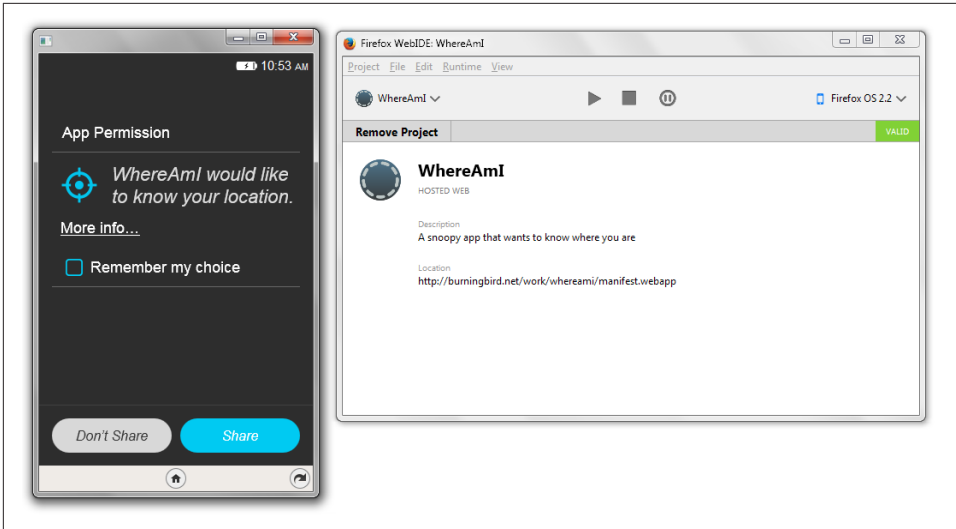 10:53 AM
App Permission
WhereAmI would like
to know your location.
More info...
Remember my choice
Don't Share
Share
Firefox WebIDE: WhereAmI
Project File Edit Runtime View
WhereAmI
Firefox OS 2.2
Remove Project
VALID
WhereAmI
HOSTED WEB
Description
A snoopy app that wants to know where you are
Location
http://burningbird.net/work/whereami/manifest.webapp